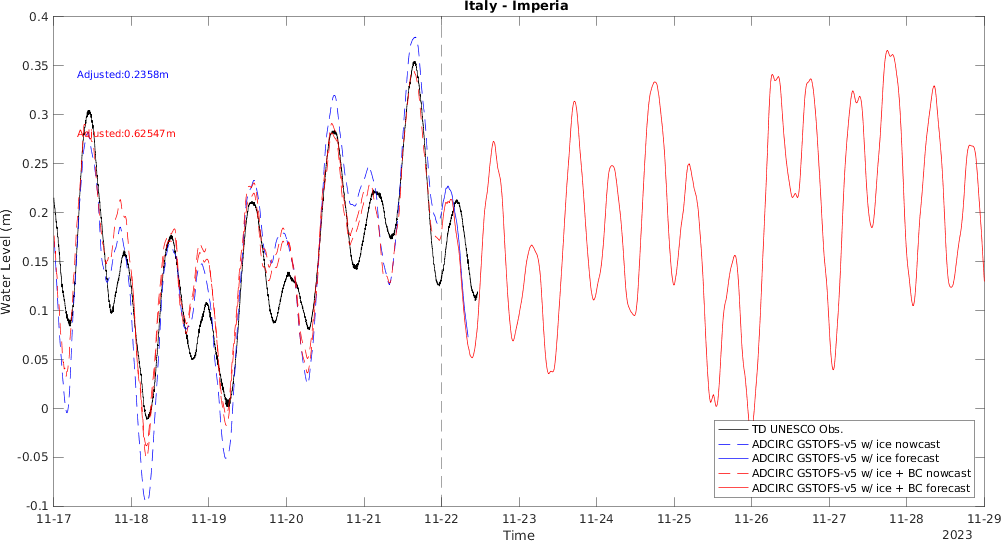 Italy - Imperia
Adjusted:0.2358m
Adjusted:0.62547m
Water Level (m)
0.4
0.35
0.3
0.25
0.2
0.15
0.1
0.05
0
-0.05
-0.1
TD UNESCO Obs.
ADCIRC GSTOFS-v5 w/ ice nowcast
ADCIRC GSTOFS-v5 w/ ice forecast
ADCIRC GSTOFS-v5 w/ ice + BC nowcast
ADCIRC GSTOFS-v5 w/ ice + BC forecast
11-17 11-18 11-19 11-20 11-21 11-22 11-23 11-24 11-25 11-26 11-27 11-28 11-29
Time
2023